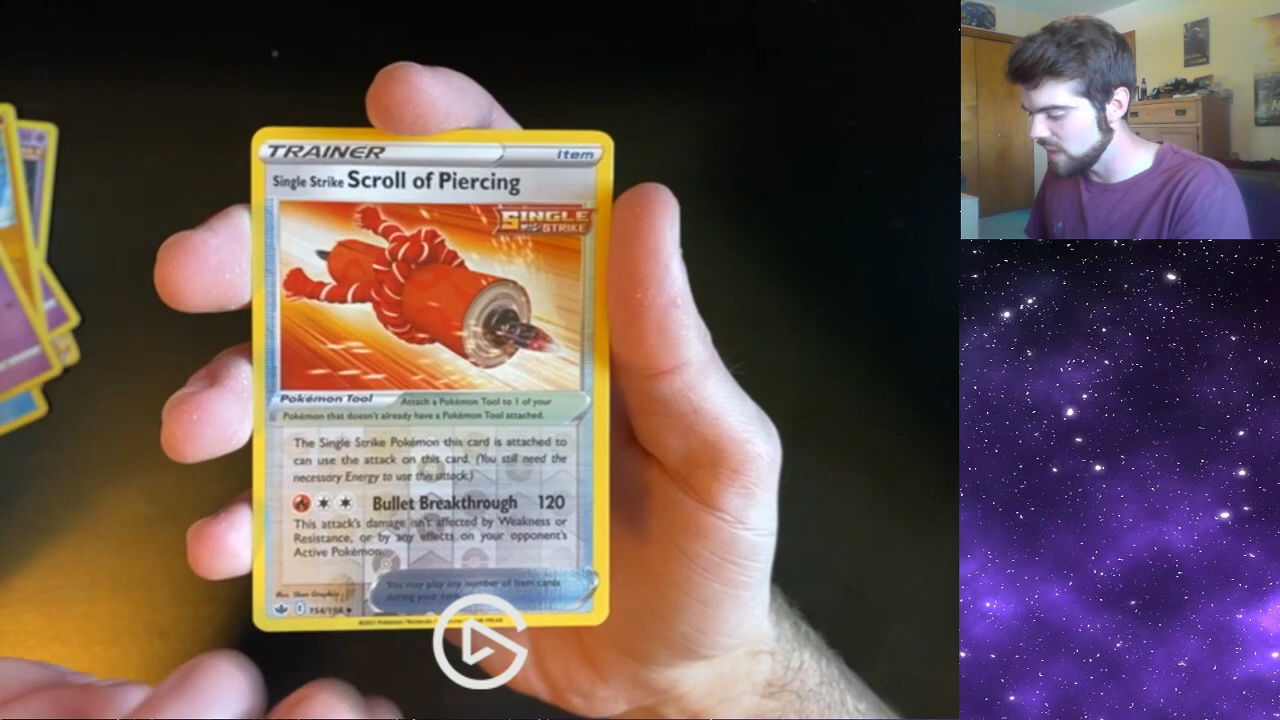 TRAINER
Item
Single Strike Scroll of Piercing
SINGLE
STRIKE
Pokémon Tool
Attach a Pokémon Tool to 1 of your
Pokémon that doesn't already have a Pokémon Tool attached.
The Single Strike Pokémon this card is attached to
can use the attack on this card. (You still need the
necessary Energy to use this attack.)
Bullet Breakthrough 120
This attack's damage isn't affected by Weakness or
Resistance, or by any effects on your opponent's
Active Pokémon.
You may play any number of Item cards
during your turn.
154/198